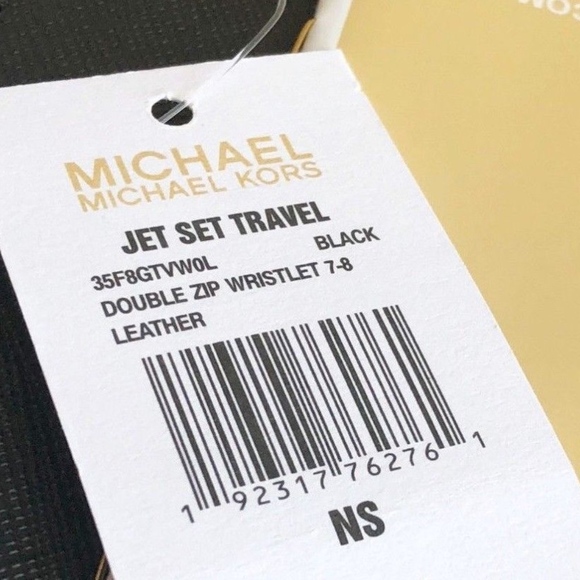 MICHAEL
MICHAEL KORS
JET SET TRAVEL
35F8GTVW0L BLACK
DOUBLE ZIP WRISTLET 7-8
LEATHER
1 92317 76276 1
NS